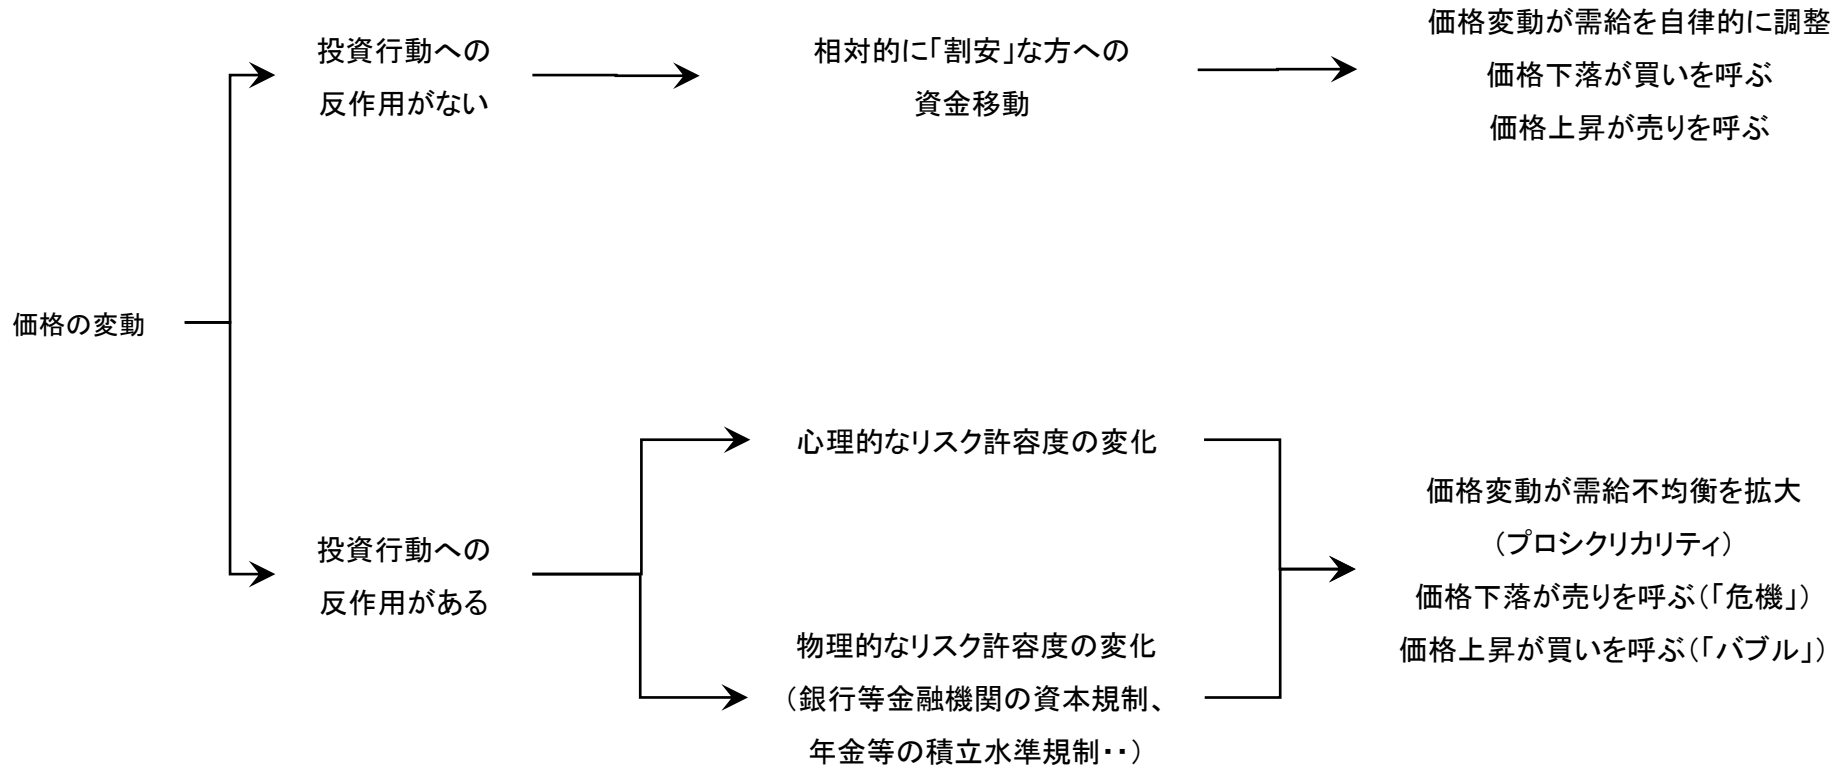 価格の変動
投資行動への
反作用がない
相対的に「割安」な方への
資金移動
価格変動が需給を自律的に調整
価格下落が買いを呼ぶ
価格上昇が売りを呼ぶ
投資行動への
反作用がある
心理的なリスク許容度の変化
物理的なリスク許容度の変化
（銀行等金融機関の資本規制、
年金等の積立水準規制・・）
価格変動が需給不均衡を拡大
（プロシクリカリティ）
価格下落が売りを呼ぶ（「危機」）
価格上昇が買いを呼ぶ（「バブル」）